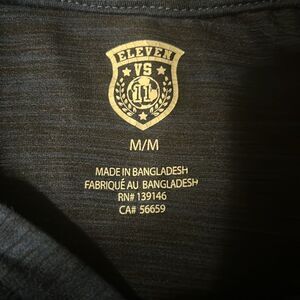 ELEVEN
VS
11
M/M
MADE IN BANGLADESH
FABRIQUÉ AU BANGLADESH
RN# 139146
CA# 56659